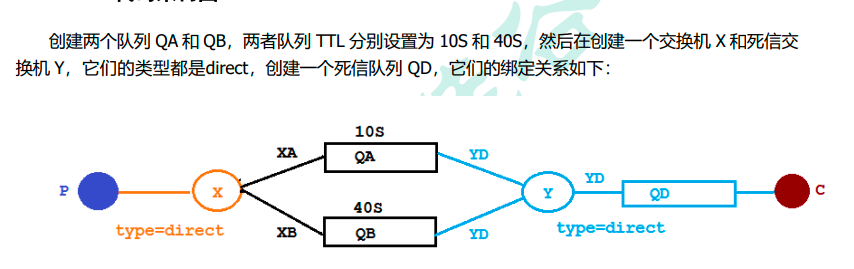 创建两个队列 QA 和 QB，两者队列 TTL 分别设置为 10S 和 40S，然后在创建一个交换机 X 和死信交
换机 Y，它们的类型都是direct，创建一个死信队列 QD，它们的绑定关系如下：
10S
XA QA YD
P X Y YD QD C
40S
type=direct XB QB YD type=direct